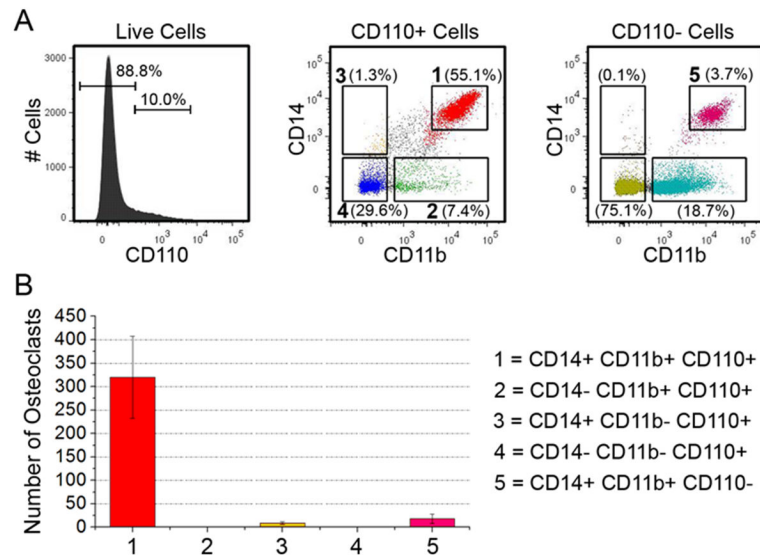 A
Live Cells
CD110+ Cells
CD110- Cells
# Cells
3000
2000
1000
0
88.8%
10.0%
0 10³ 10⁴ 10⁵
CD110
CD14
10⁵
10⁴
10³
0
3 (1.3%) 1 (55.1%)
4 (29.6%) 2 (7.4%)
0 10³ 10⁴ 10⁵
CD11b
CD14
10⁵
10⁴
10³
0
(0.1%) 5 (3.7%)
(75.1%) (18.7%)
0 10³ 10⁴ 10⁵
CD11b
B
Number of Osteoclasts
450
400
350
300
250
200
150
100
50
0
1 2 3 4 5
1 = CD14+ CD11b+ CD110+
2 = CD14- CD11b+ CD110+
3 = CD14+ CD11b- CD110+
4 = CD14- CD11b- CD110+
5 = CD14+ CD11b+ CD110-